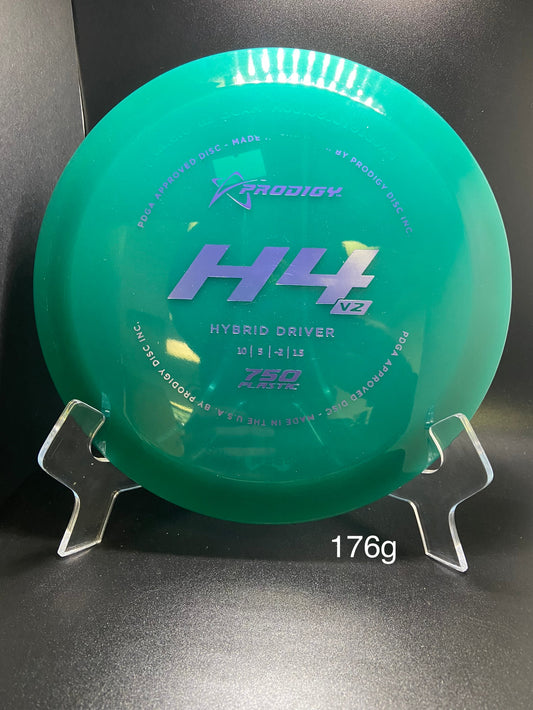 PDGA APPROVED DISC - MADE
BY PRODIGY DISC INC.
PRODIGY
H4
V2
HYBRID DRIVER
10 | 5 | -2 | 1.5
750
PLASTIC
PDGA APPROVED DISC - MADE IN THE U.S.A. BY PRODIGY DISC INC.
176g